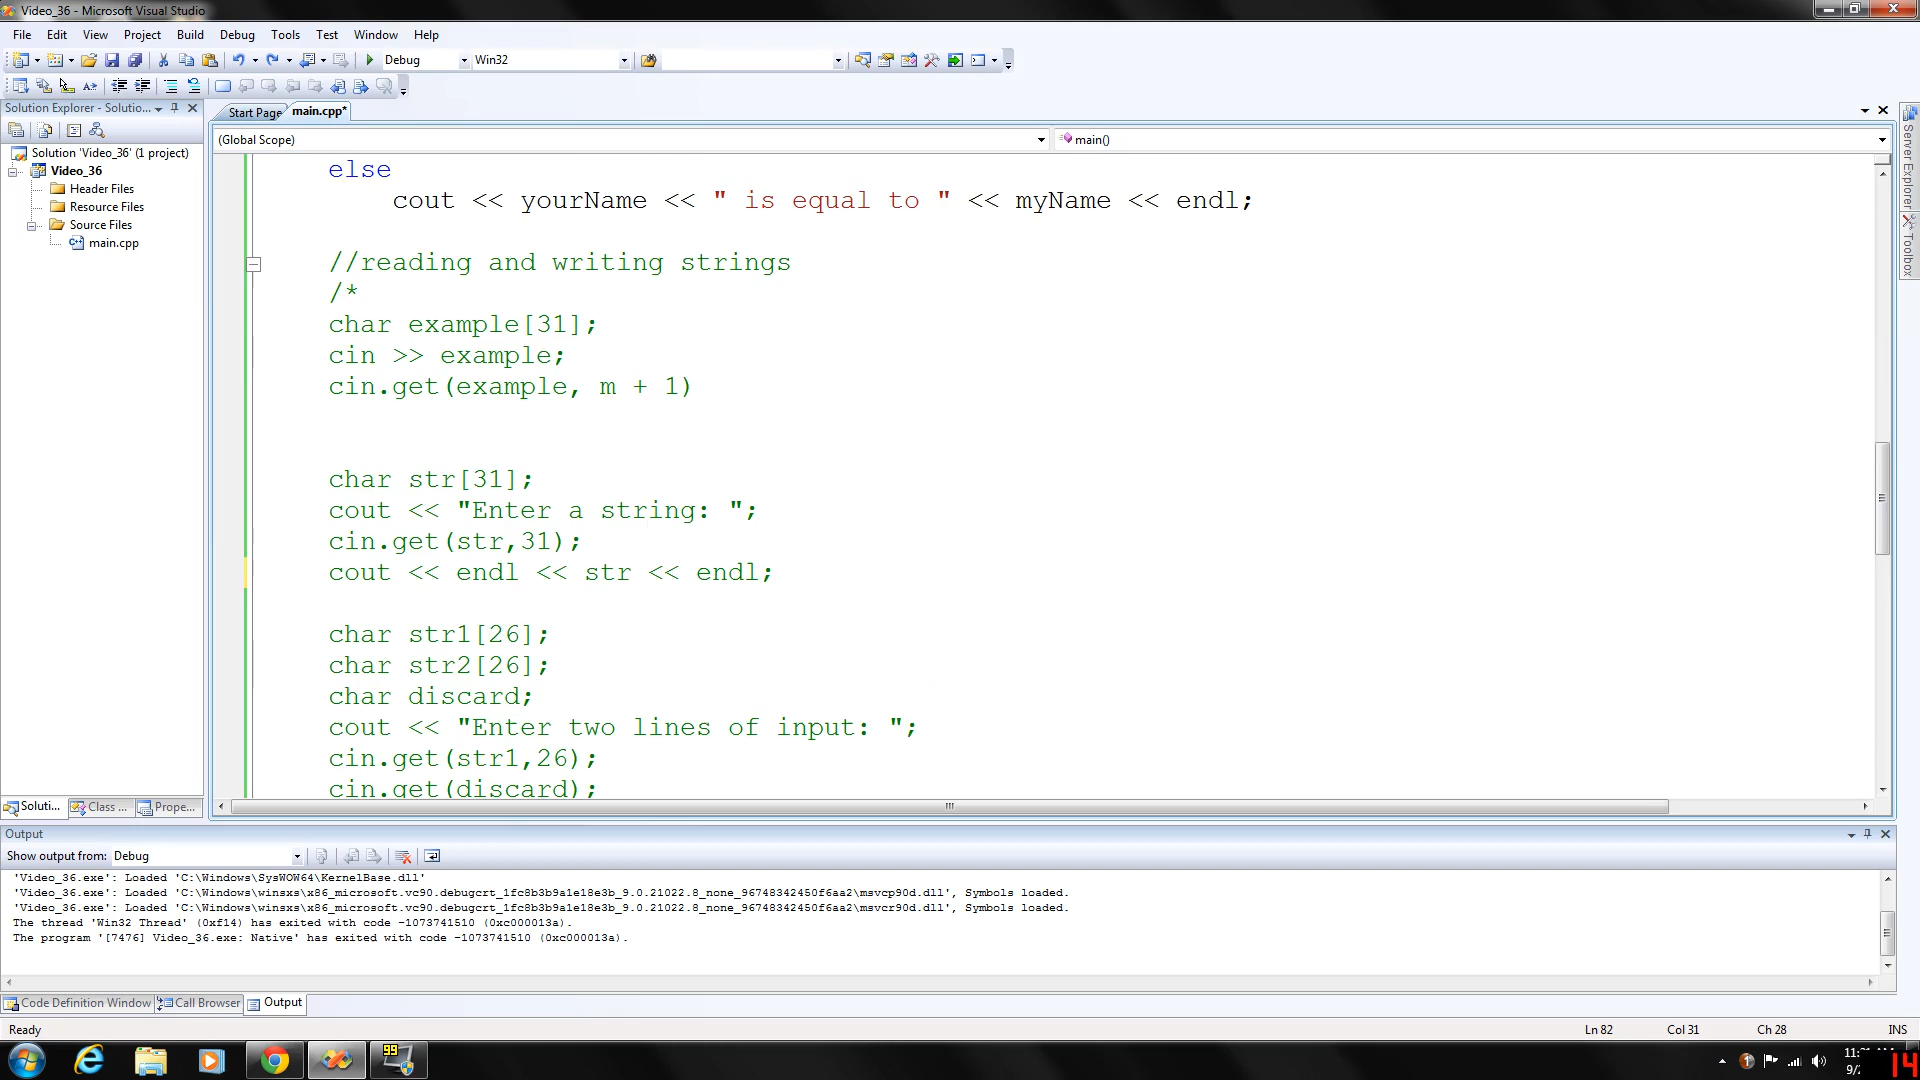 Video_36 - Microsoft Visual Studio
File Edit View Project Build Debug Tools Test Window Help
Debug Win32
Solution Explorer - Solutio...
Start Page main.cpp*
(Global Scope) main()
Solution 'Video_36' (1 project)
Video_36
Header Files
Resource Files
Source Files
main.cpp
else
cout << yourName << " is equal to " << myName << endl;
//reading and writing strings
/*
char example[31];
cin >> example;
cin.get(example, m + 1)
char str[31];
cout << "Enter a string: ";
cin.get(str,31);
cout << endl << str << endl;
char str1[26];
char str2[26];
char discard;
cout << "Enter two lines of input: ";
cin.get(str1,26);
cin.get(discard);
Server Explorer
Toolbox
Soluti... Class ... Prope...
Output
Show output from: Debug
'Video_36.exe': Loaded 'C:\Windows\SysWOW64\KernelBase.dll'
'Video_36.exe': Loaded 'C:\Windows\winsxs\x86_microsoft.vc90.debugcrt_1fc8b3b9a1e18e3b_9.0.21022.8_none_96748342450f6aa2\msvcp90d.dll', Symbols loaded.
'Video_36.exe': Loaded 'C:\Windows\winsxs\x86_microsoft.vc90.debugcrt_1fc8b3b9a1e18e3b_9.0.21022.8_none_96748342450f6aa2\msvcr90d.dll', Symbols loaded.
The thread 'Win32 Thread' (0xf14) has exited with code -1073741510 (0xc000013a).
The program '[7476] Video_36.exe: Native' has exited with code -1073741510 (0xc000013a).
Code Definition Window Call Browser Output
Ready Ln 82 Col 31 Ch 28 INS
99
14